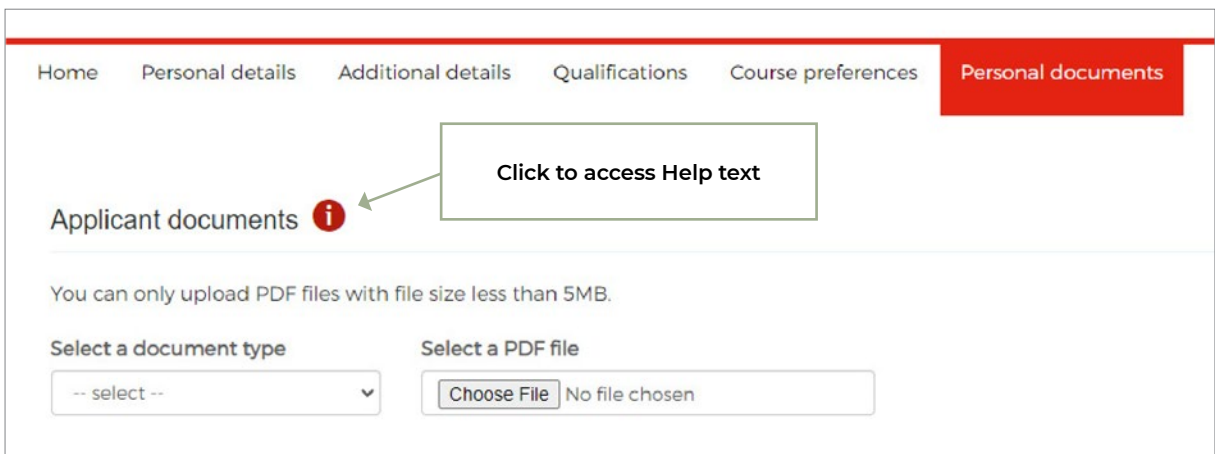 Home Personal details Additional details Qualifications Course preferences Personal documents
Click to access Help text
Applicant documents i
You can only upload PDF files with file size less than 5MB.
Select a document type Select a PDF file
-- select -- Choose File No file chosen